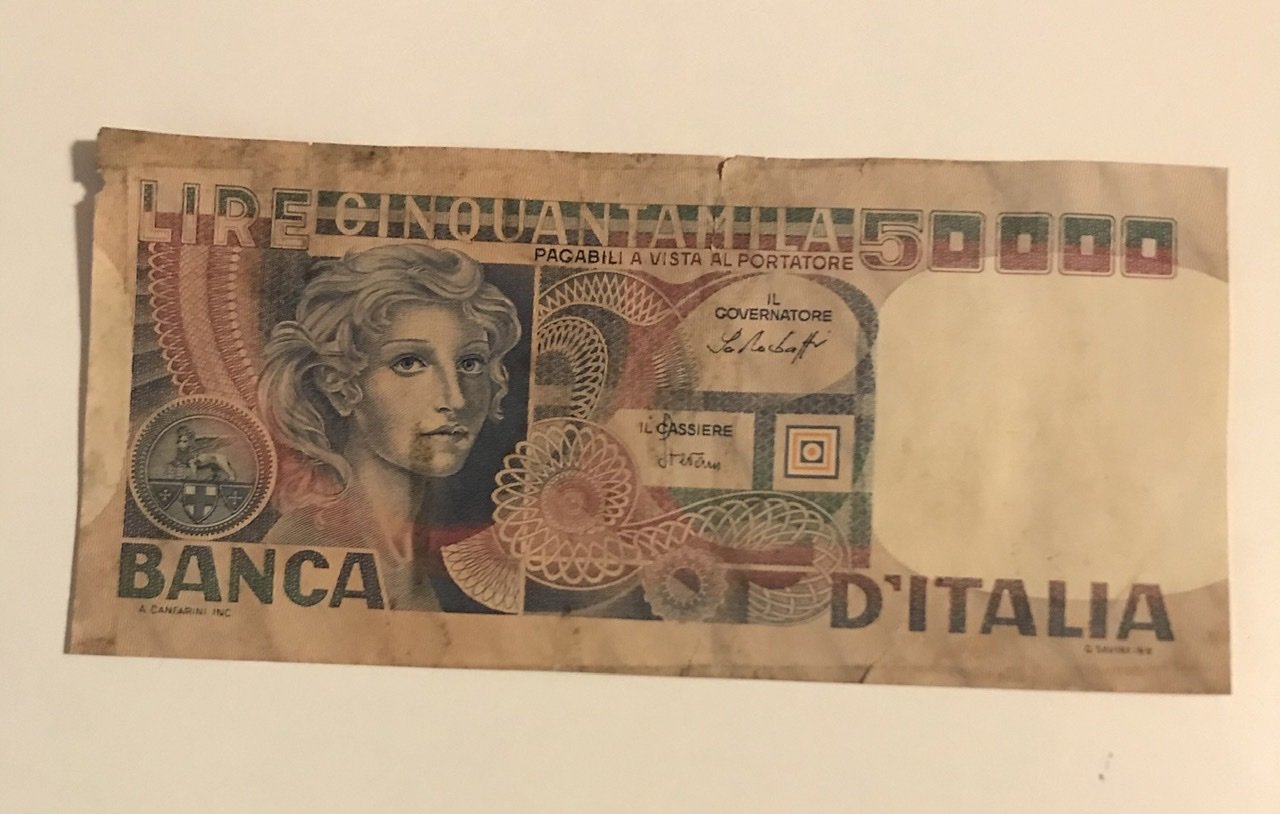 LIRE CINQUANTAMILA 50000
PAGABILI A VISTA AL PORTATORE
IL
GOVERNATORE
IL CASSIERE
BANCA D'ITALIA
A. CANFARINI INC.